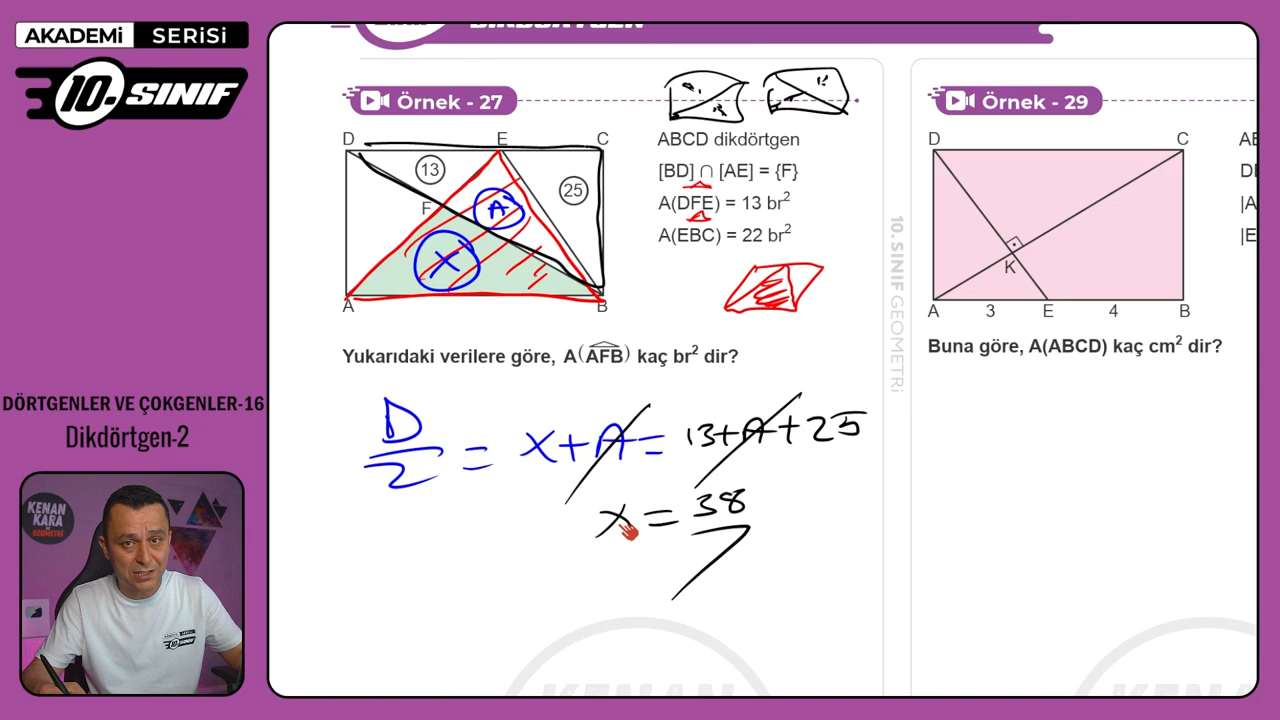 AKADEMİ SERİSİ
10. SINIF
DÖRTGENLER VE ÇOKGENLER-16
Dikdörtgen-2
KENAN
KARA
GEOMETRİ
Örnek - 27
D E C
13
25
F
A
X
A B
ABCD dikdörtgen
[BD] ∩ [AE] = {F}
A(DFE) = 13 br²
A(EBC) = 22 br²
Yukarıdaki verilere göre, A(AFB) kaç br² dir?
D/2 = X+A = 13+A+25
x = 38
10. SINIF GEOMETRİ
Örnek - 29
D C
K
A 3 E 4 B
AE
D
|A
|E
Buna göre, A(ABCD) kaç cm² dir?